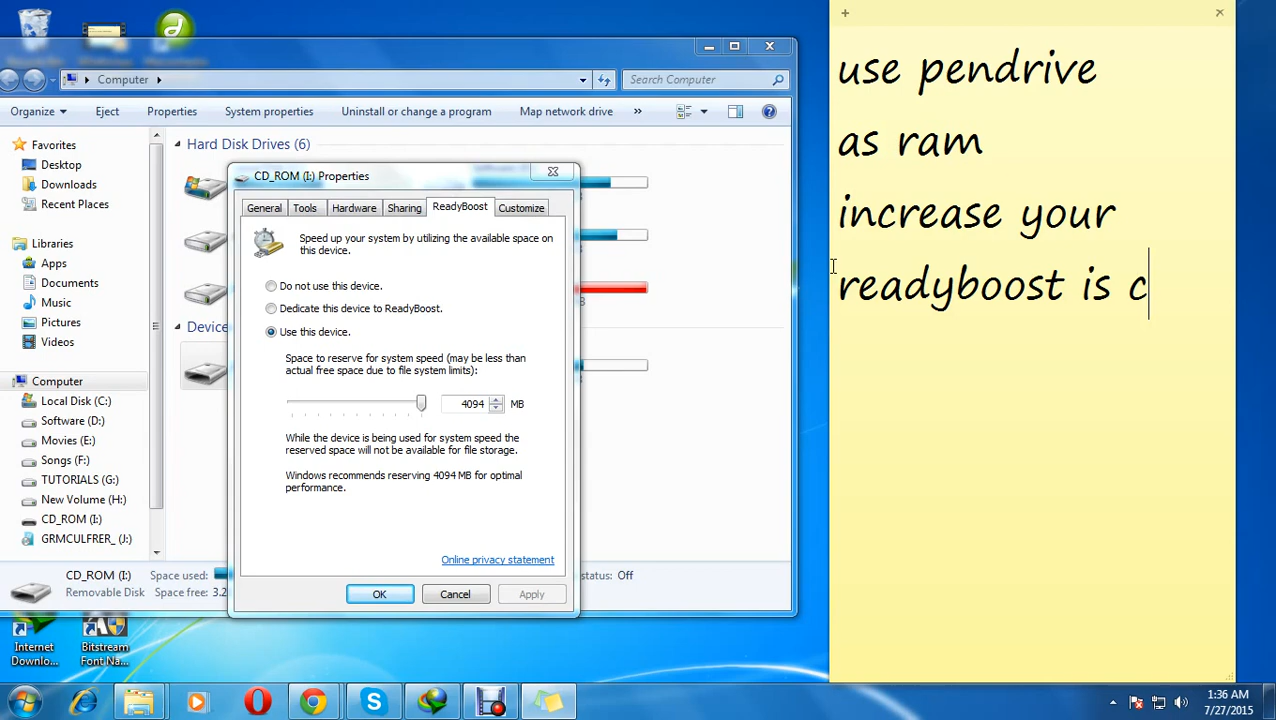 Computer
Search Computer
Organize
Eject
Properties
System properties
Uninstall or change a program
Map network drive
»
Favorites
Desktop
Downloads
Recent Places
Libraries
Apps
Documents
Music
Pictures
Videos
Computer
Local Disk (C:)
Software (D:)
Movies (E:)
Songs (F:)
TUTORIALS (G:)
New Volume (H:)
CD_ROM (I:)
GRMCULFRER_ (J:)
Hard Disk Drives (6)
Device
CD_ROM (I:) Properties
General
Tools
Hardware
Sharing
ReadyBoost
Customize
Speed up your system by utilizing the available space on
this device.
Do not use this device.
Dedicate this device to ReadyBoost.
Use this device.
Space to reserve for system speed (may be less than
actual free space due to file system limits):
4094 MB
While the device is being used for system speed the
reserved space will not be available for file storage.
Windows recommends reserving 4094 MB for optimal
performance.
Online privacy statement
OK
Cancel
Apply
CD_ROM (I:)
Space used:
status: Off
Removable Disk
Space free: 3.2
Internet
Downlo...
Bitstream
Font Na...
use pendrive
as ram
increase your
readyboost is c
1:36 AM
7/27/2015